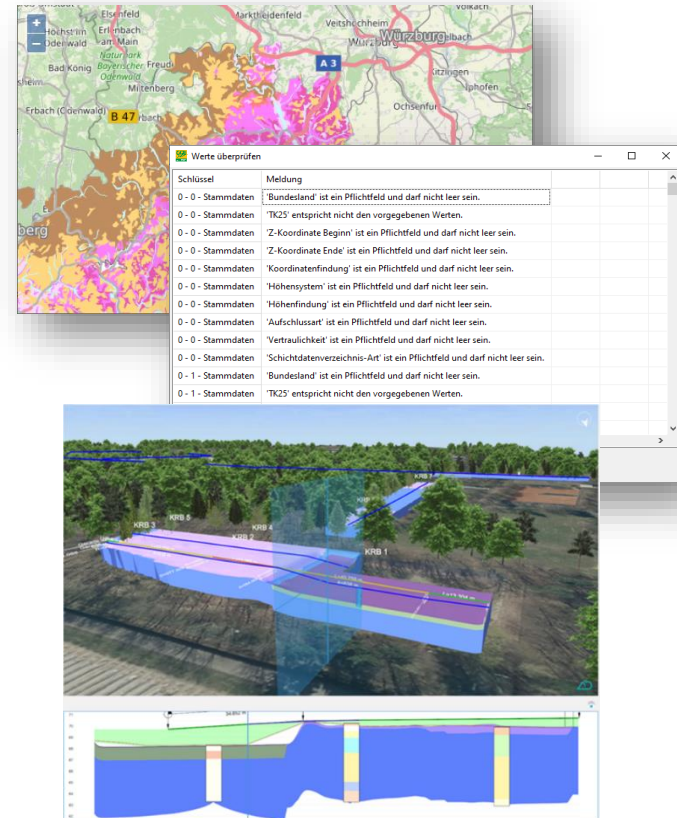 Elsenfeld
Marktheidenfeld
Volkach
Höchst im Odenwald
Erlenbach am Main
Veitshöchheim
Würzburg
Naturpark Bayerischer Odenwald
A 3
Bad König
Kitzingen
Iphofen
Miltenberg
Ochsenfurt
Erbach (Odenwald)
B 47
berg
Werte überprüfen
Schlüssel Meldung
0 - 0 - Stammdaten 'Bundesland' ist ein Pflichtfeld und darf nicht leer sein.
0 - 0 - Stammdaten 'TK25' entspricht nicht den vorgegebenen Werten.
0 - 0 - Stammdaten 'Z-Koordinate Beginn' ist ein Pflichtfeld und darf nicht leer sein.
0 - 0 - Stammdaten 'Z-Koordinate Ende' ist ein Pflichtfeld und darf nicht leer sein.
0 - 0 - Stammdaten 'Koordinatenfindung' ist ein Pflichtfeld und darf nicht leer sein.
0 - 0 - Stammdaten 'Höhensystem' ist ein Pflichtfeld und darf nicht leer sein.
0 - 0 - Stammdaten 'Höhenfindung' ist ein Pflichtfeld und darf nicht leer sein.
0 - 0 - Stammdaten 'Aufschlussart' ist ein Pflichtfeld und darf nicht leer sein.
0 - 0 - Stammdaten 'Vertraulichkeit' ist ein Pflichtfeld und darf nicht leer sein.
0 - 0 - Stammdaten 'Schichtdatenverzeichnis-Art' ist ein Pflichtfeld und darf nicht leer sein.
0 - 1 - Stammdaten 'Bundesland' ist ein Pflichtfeld und darf nicht leer sein.
0 - 1 - Stammdaten 'TK25' entspricht nicht den vorgegebenen Werten.
KRB 5
KRB 3
KRB 4
KRB 2
KRB 1